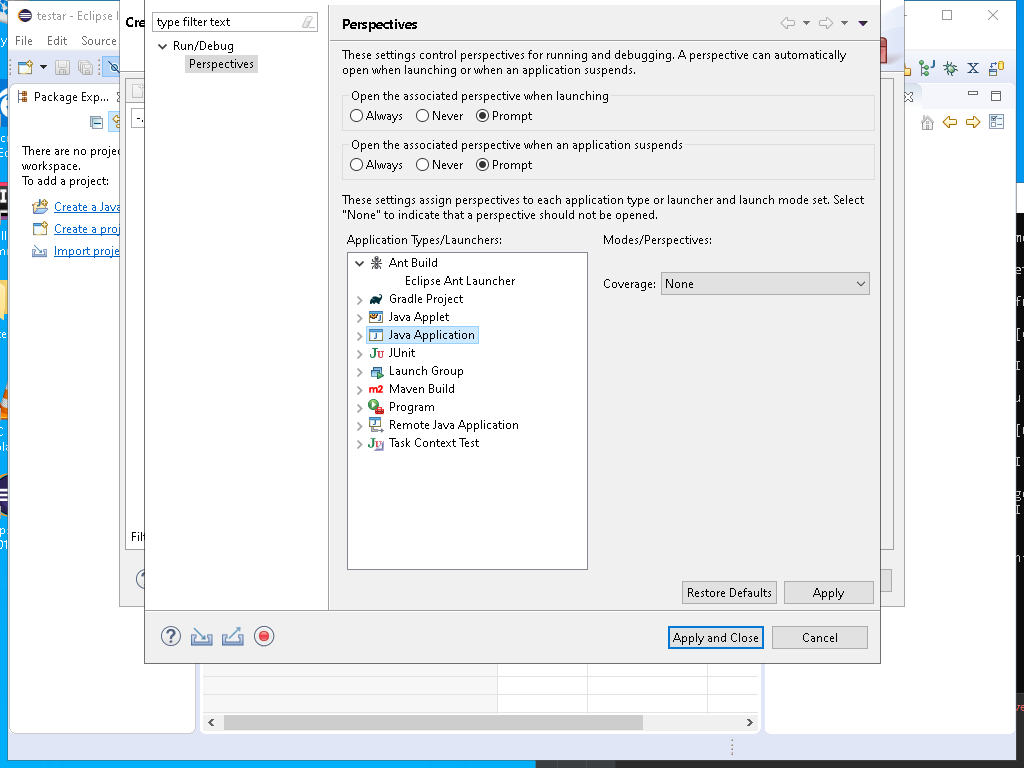 testar - Eclipse I
File Edit Source
Package Exp...
There are no proje
workspace.
To add a project:
Create a Java
Create a proj
Import proje
Cre
Filt
type filter text
Run/Debug
Perspectives
Perspectives
These settings control perspectives for running and debugging. A perspective can automatically
open when launching or when an application suspends.
Open the associated perspective when launching
Always Never Prompt
Open the associated perspective when an application suspends
Always Never Prompt
These settings assign perspectives to each application type or launcher and launch mode set. Select
"None" to indicate that a perspective should not be opened.
Application Types/Launchers:
Modes/Perspectives:
Ant Build
Eclipse Ant Launcher
Gradle Project
Java Applet
Java Application
JUnit
Launch Group
Maven Build
Program
Remote Java Application
Task Context Test
Coverage: None
Restore Defaults Apply
Apply and Close Cancel